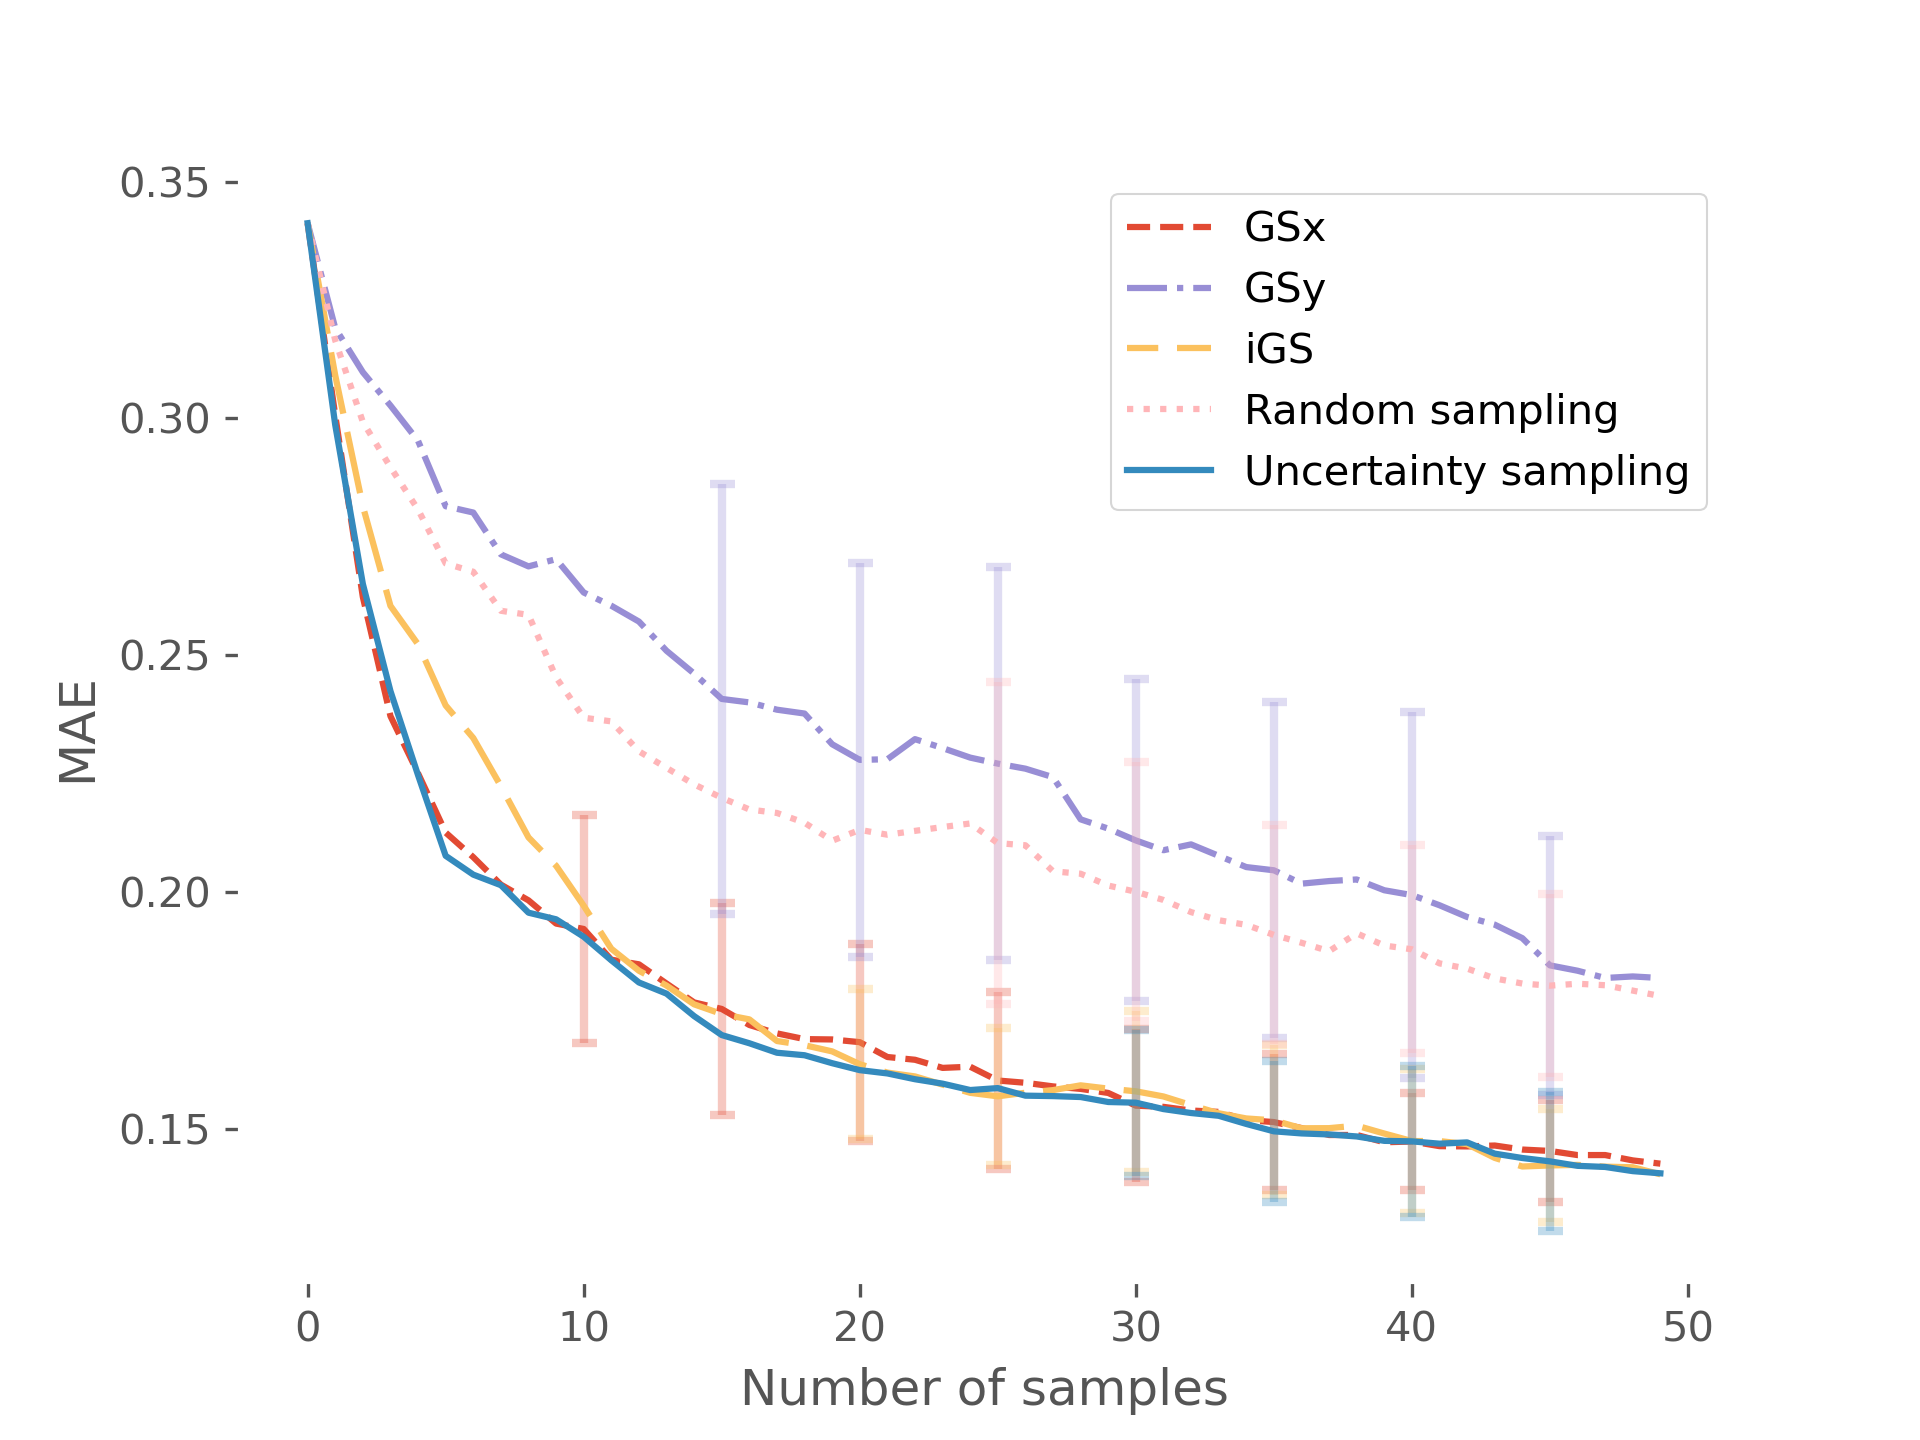 0.35
0.30
0.25
0.20
0.15
MAE
GSx
GSy
iGS
Random sampling
Uncertainty sampling
0 10 20 30 40 50
Number of samples